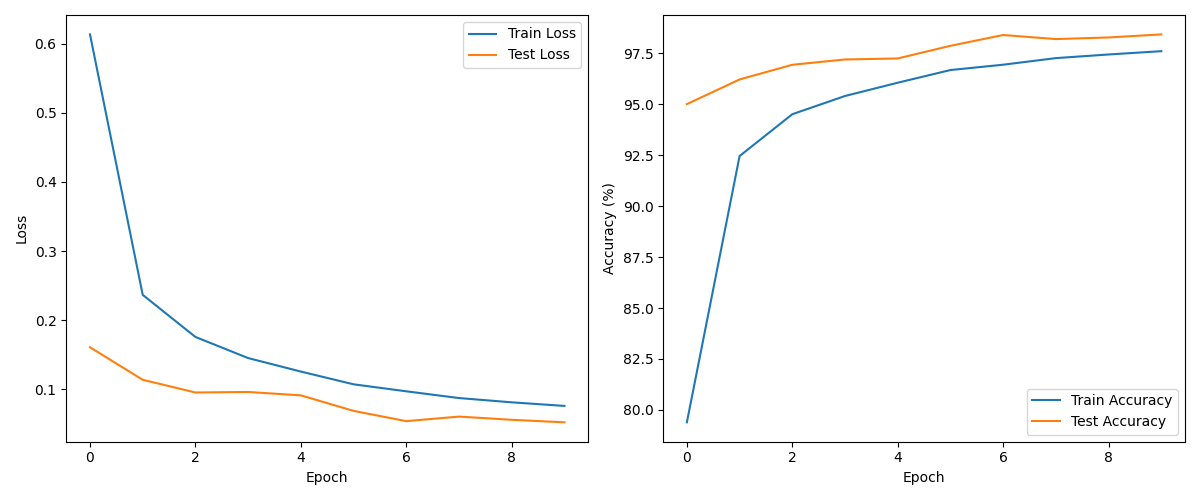 0.6
0.5
0.4
0.3
0.2
0.1
Loss
0 2 4 6 8
Epoch
Train Loss
Test Loss
97.5
95.0
92.5
90.0
87.5
85.0
82.5
80.0
Accuracy (%)
0 2 4 6 8
Epoch
Train Accuracy
Test Accuracy